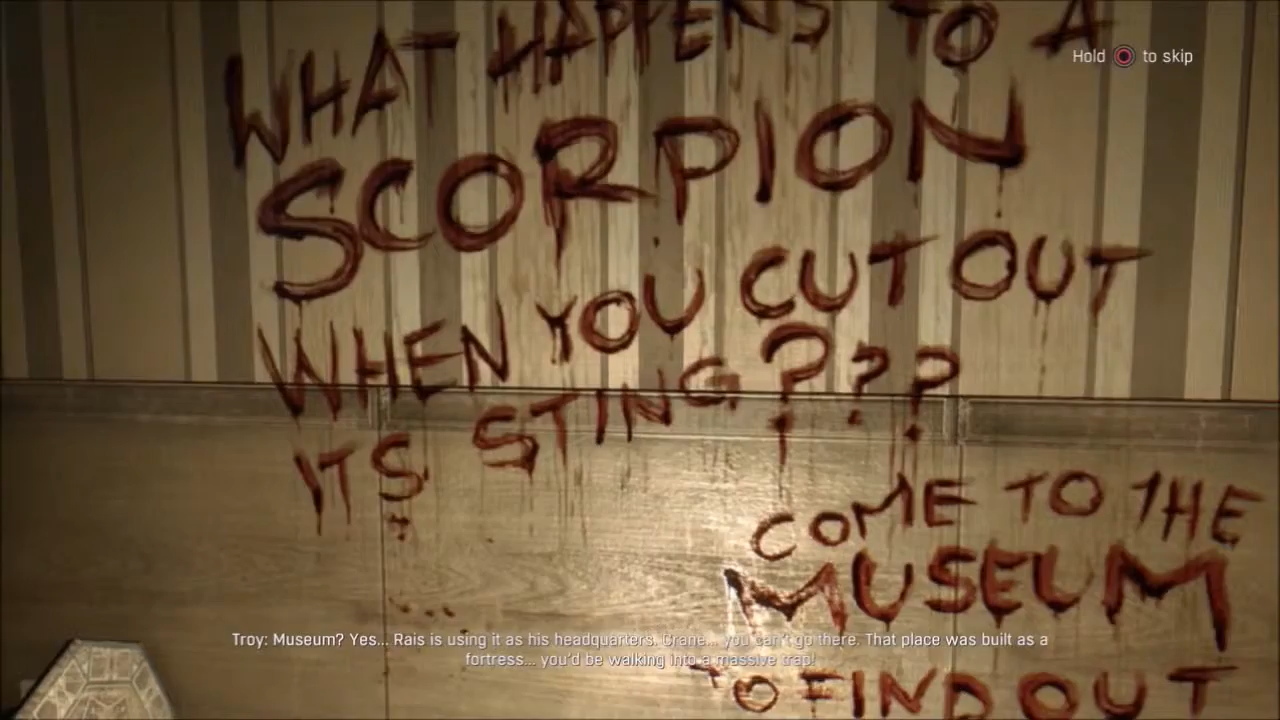 WHAT HAPPENS TO A
Hold to skip
SCORPION
WHEN YOU CUT OUT
ITS STING???
COME TO THE
MUSEUM
Troy: Museum? Yes... Rais is using it as his headquarters. Crane... you can't go there. That place was built as a
fortress... you'd be walking into a massive trap!
TO FIND OUT